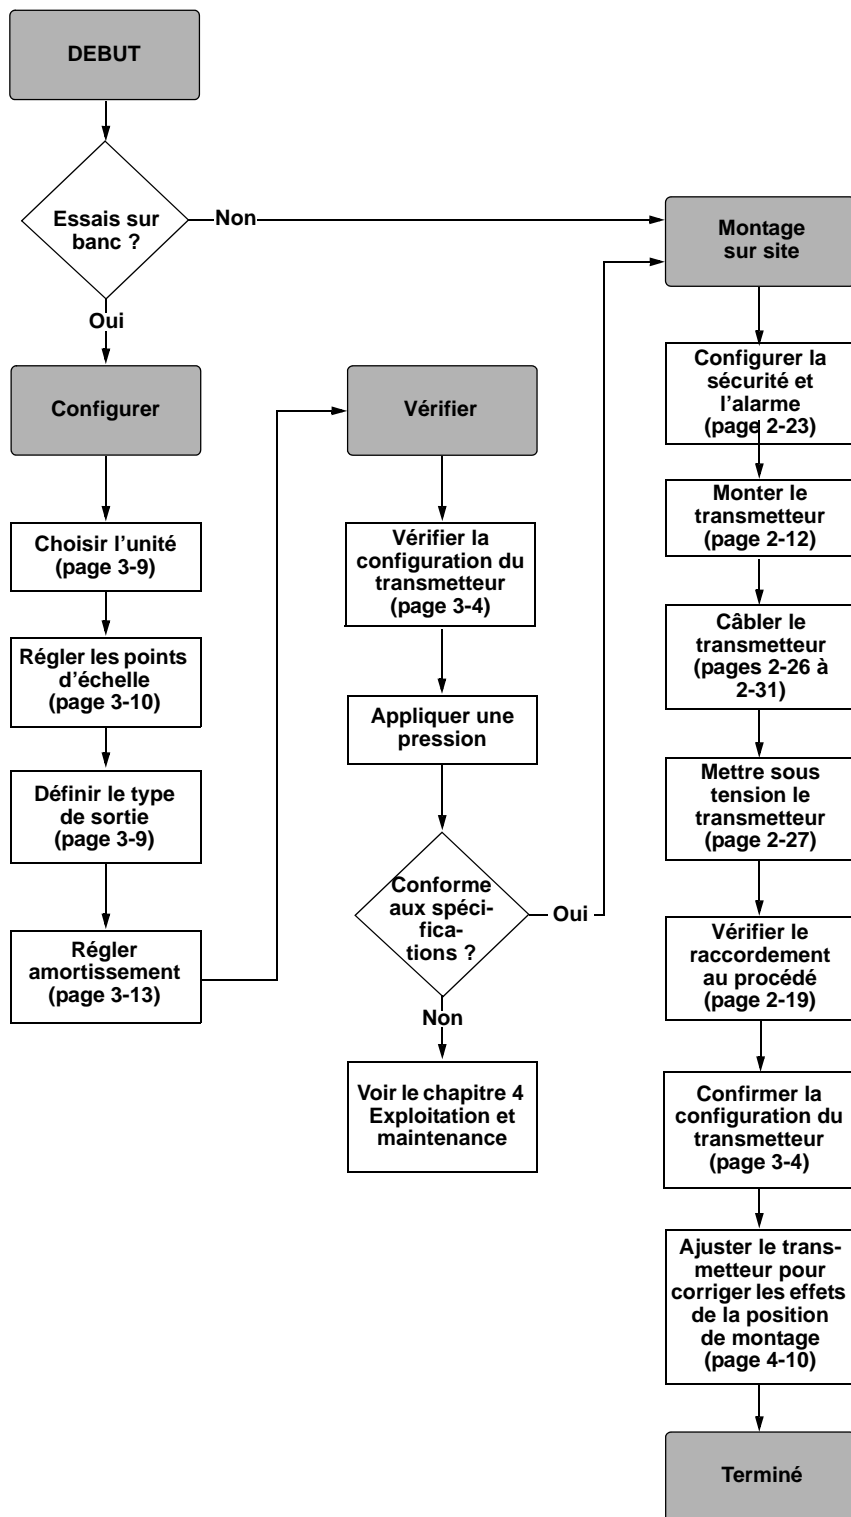 DEBUT
Essais sur
banc ?
Non
Oui
Configurer
Choisir l'unité
(page 3-9)
Régler les points
d'échelle
(page 3-10)
Définir le type
de sortie
(page 3-9)
Régler
amortissement
(page 3-13)
Vérifier
Vérifier la
configuration du
transmetteur
(page 3-4)
Appliquer une
pression
Conforme
aux spéci-
fica-
tions ?
Oui
Non
Voir le chapitre 4
Exploitation et
maintenance
Montage
sur site
Configurer la
sécurité et
l'alarme
(page 2-23)
Monter le
transmetteur
(page 2-12)
Câbler le
transmetteur
(pages 2-26 à
2-31)
Mettre sous
tension le
transmetteur
(page 2-27)
Vérifier le
raccordement
au procédé
(page 2-19)
Confirmer la
configuration du
transmetteur
(page 3-4)
Ajuster le trans-
metteur pour
corriger les effets
de la position
de montage
(page 4-10)
Terminé